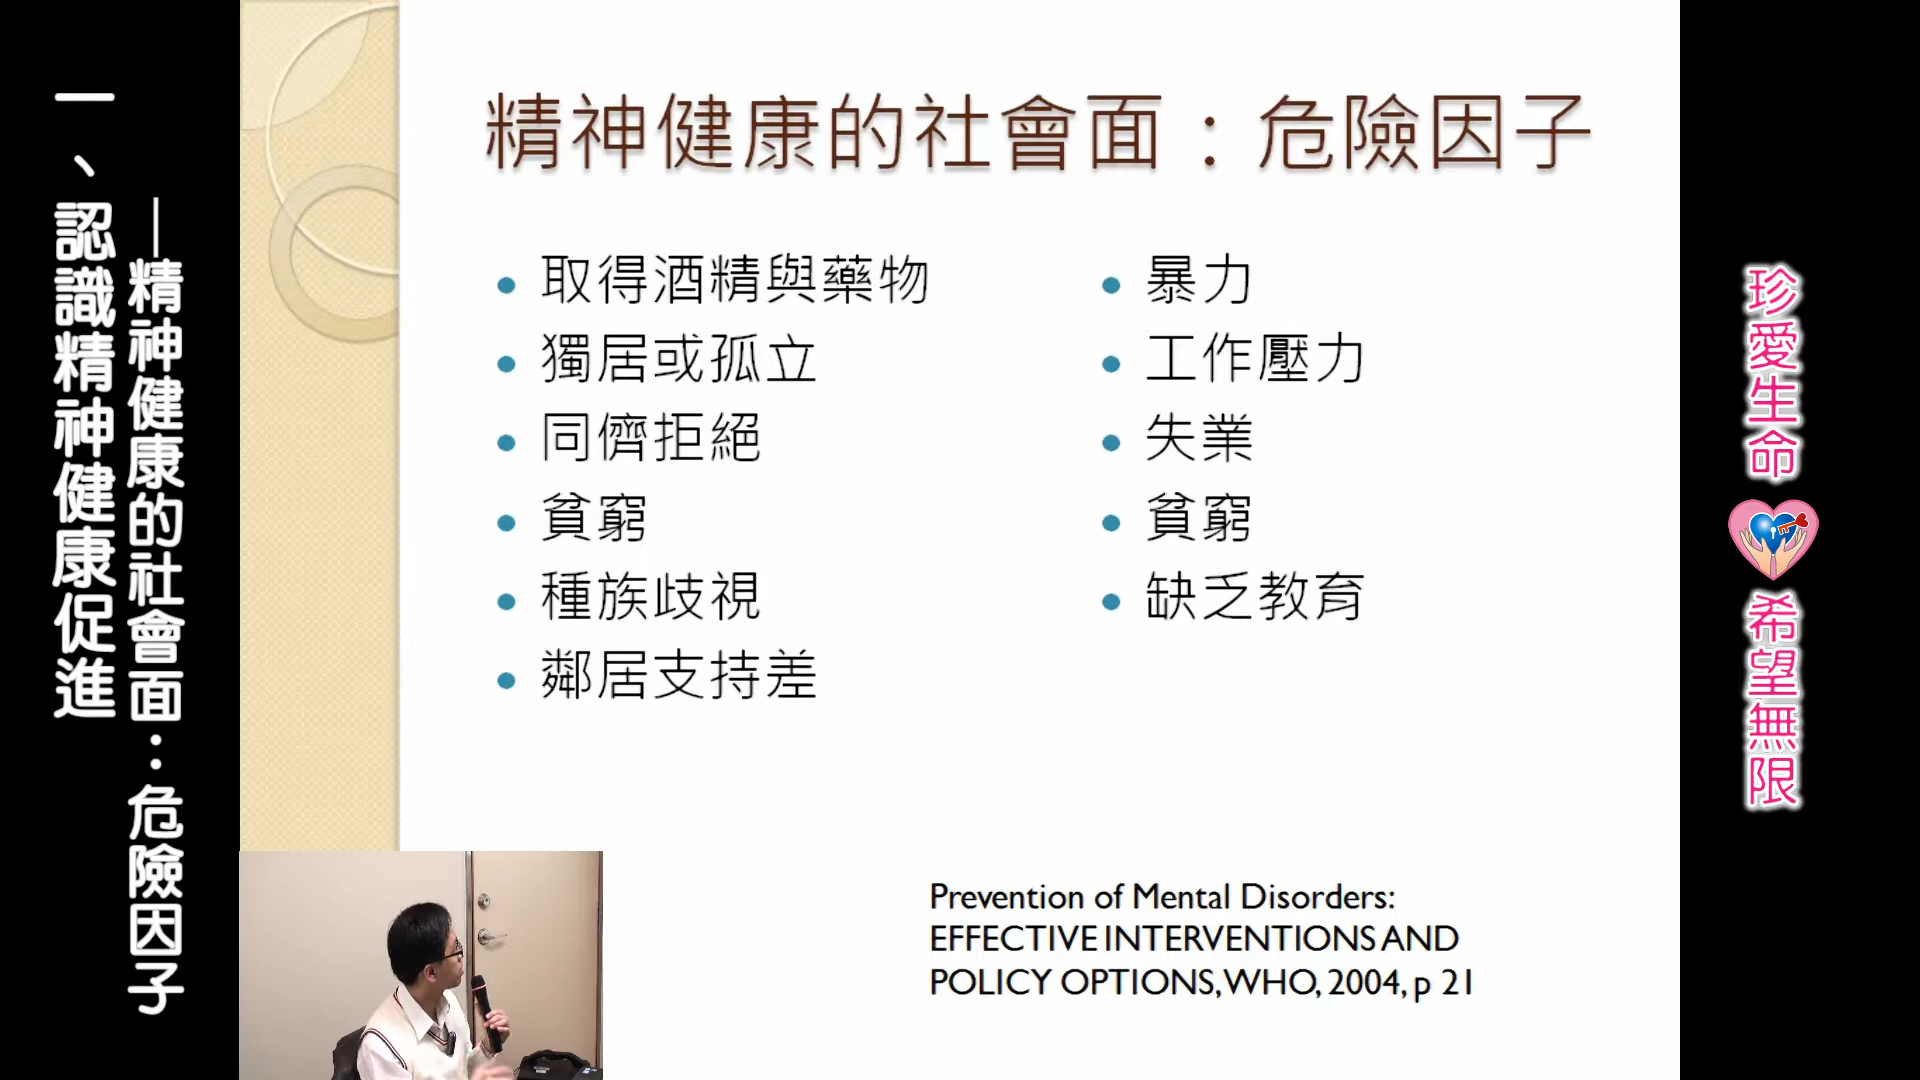 一、認識精神健康促進
—精神健康的社會面：危險因子
精神健康的社會面：危險因子
取得酒精與藥物
獨居或孤立
同儕拒絕
貧窮
種族歧視
鄰居支持差
暴力
工作壓力
失業
貧窮
缺乏教育
Prevention of Mental Disorders:
EFFECTIVE INTERVENTIONS AND
POLICY OPTIONS, WHO, 2004, p 21
珍愛生命
希望無限